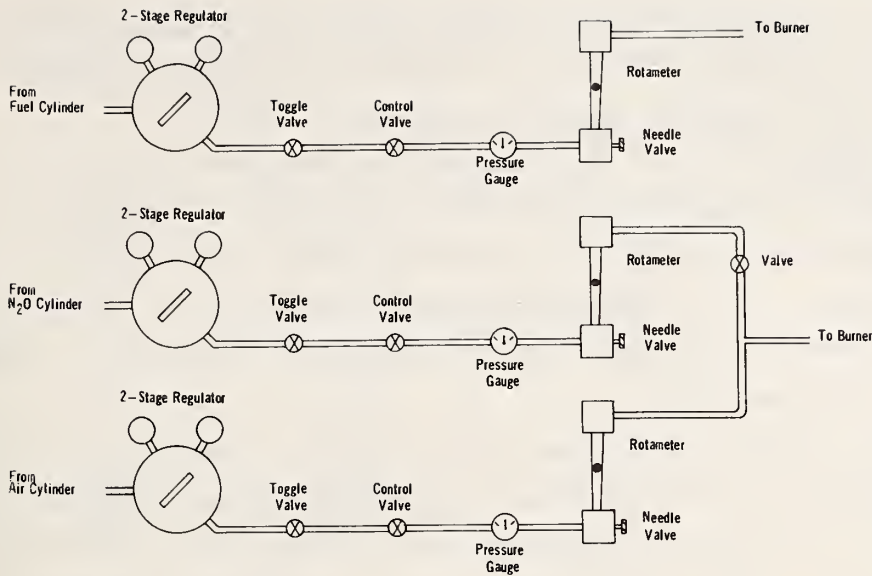 2-Stage Regulator
To Burner
From
Fuel Cylinder
Rotameter
Toggle
Valve
Control
Valve
Needle
Valve
Pressure
Gauge
2-Stage Regulator
Rotameter
Valve
From
N₂O Cylinder
Toggle
Valve
Control
Valve
Needle
Valve
To Burner
Pressure
Gauge
2-Stage Regulator
Rotameter
From
Air Cylinder
Toggle
Valve
Control
Valve
Needle
Valve
Pressure
Gauge